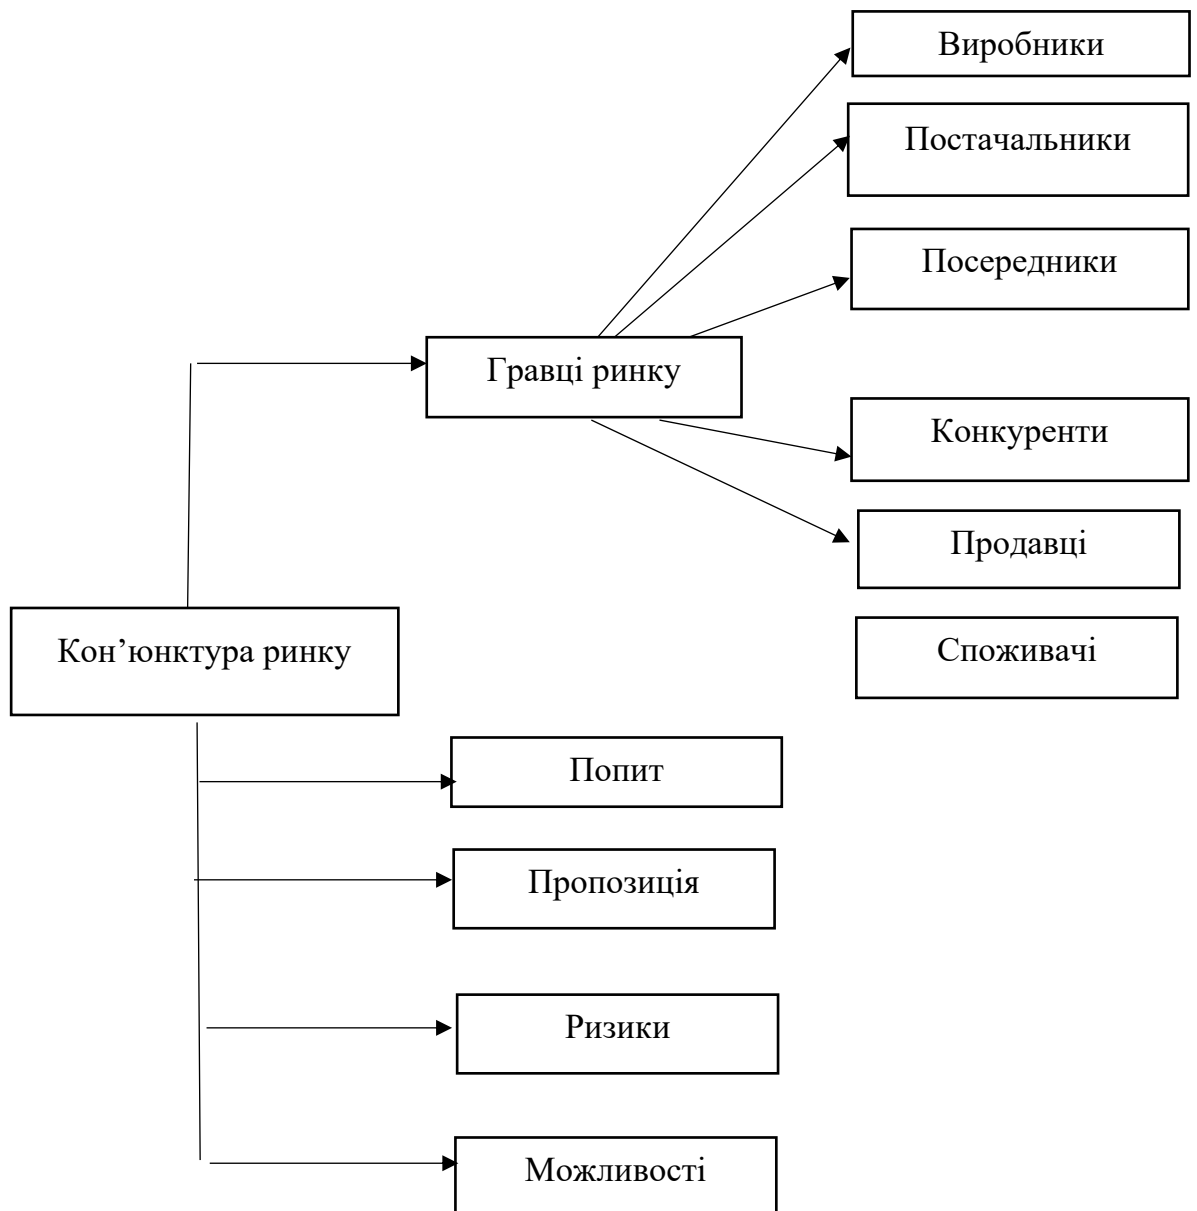 Виробники
Постачальники
Посередники
Гравці ринку
Конкуренти
Продавці
Кон’юнктура ринку
Споживачі
Попит
Пропозиція
Ризики
Можливості